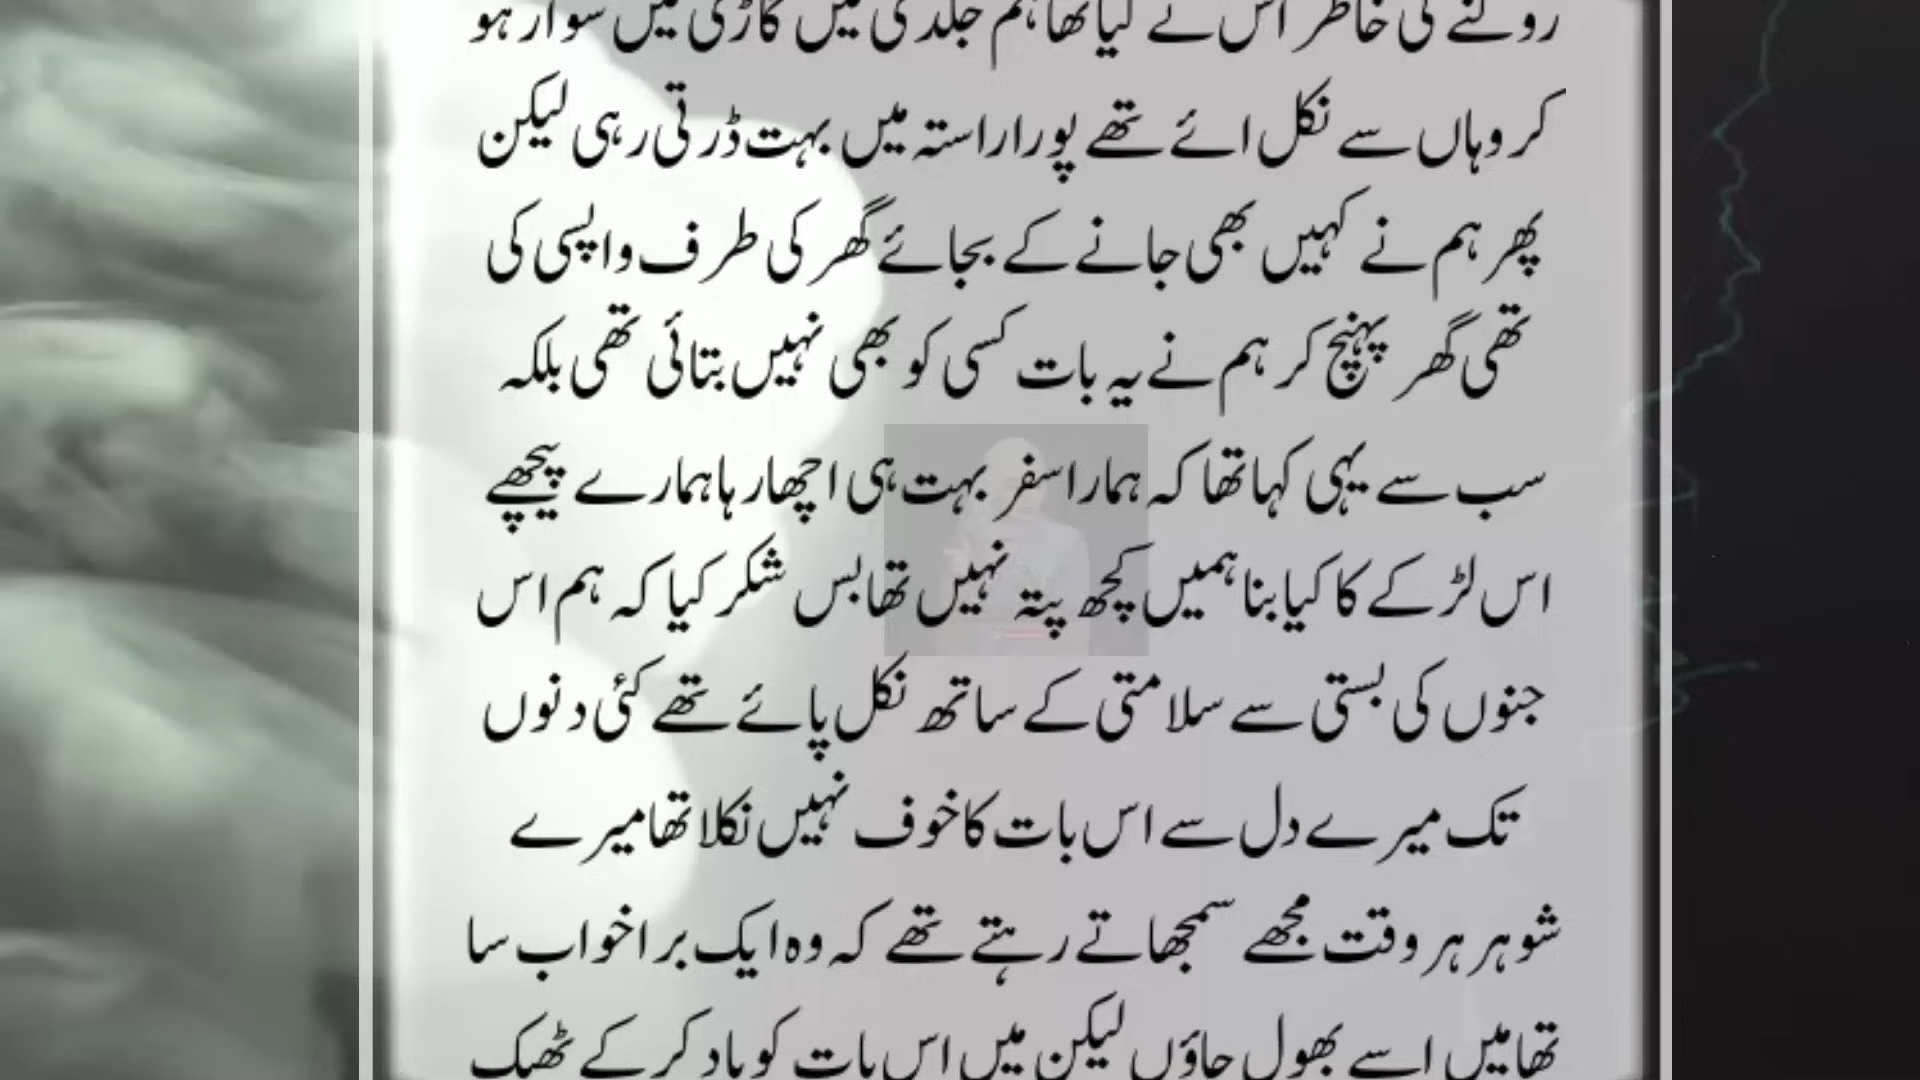 روکنے کی خاطر اس نے کیا تھا ہم جلدی میں گاڑی میں سوار ہو
کر وہاں سے نکل ائے تھے پورا راستہ میں بہت ڈرتی رہی لیکن
پھر ہم نے کہیں بھی جانے کے بجائے گھر کی طرف واپسی کی
تھی گھر پہنچ کر ہم نے یہ بات کسی کو بھی نہیں بتائی تھی بلکہ
سب سے یہی کہا تھا کہ ہمارا سفر بہت ہی اچھا رہا ہمارے پیچھے
اس لڑکے کا کیا بنا ہمیں کچھ پتہ نہیں تھا بس شکر کیا کہ ہم اس
جنوں کی بستی سے سلامتی کے ساتھ نکل پائے تھے کئی دنوں
تک میرے دل سے اس بات کا خوف نہیں نکلا تھا میرے
شوہر ہر وقت مجھے سمجھاتے رہتے تھے کہ وہ ایک برا خواب سا
تھا میں اسے بھول جاؤں لیکن میں اس بات کو یاد کر کے ٹھیک